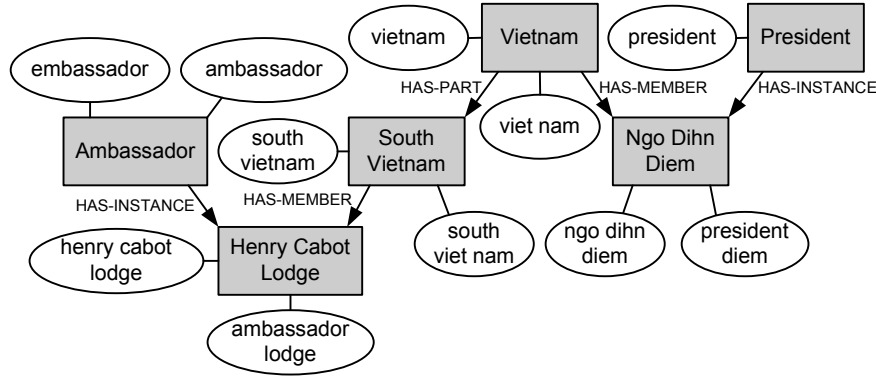 vietnam
Vietnam
president
President
embassador
ambassador
HAS-PART
HAS-MEMBER
HAS-INSTANCE
viet nam
Ambassador
south
vietnam
South
Vietnam
Ngo Dihn
Diem
HAS-INSTANCE
HAS-MEMBER
henry cabot
lodge
Henry Cabot
Lodge
south
viet nam
ngo dihn
diem
president
diem
ambassador
lodge